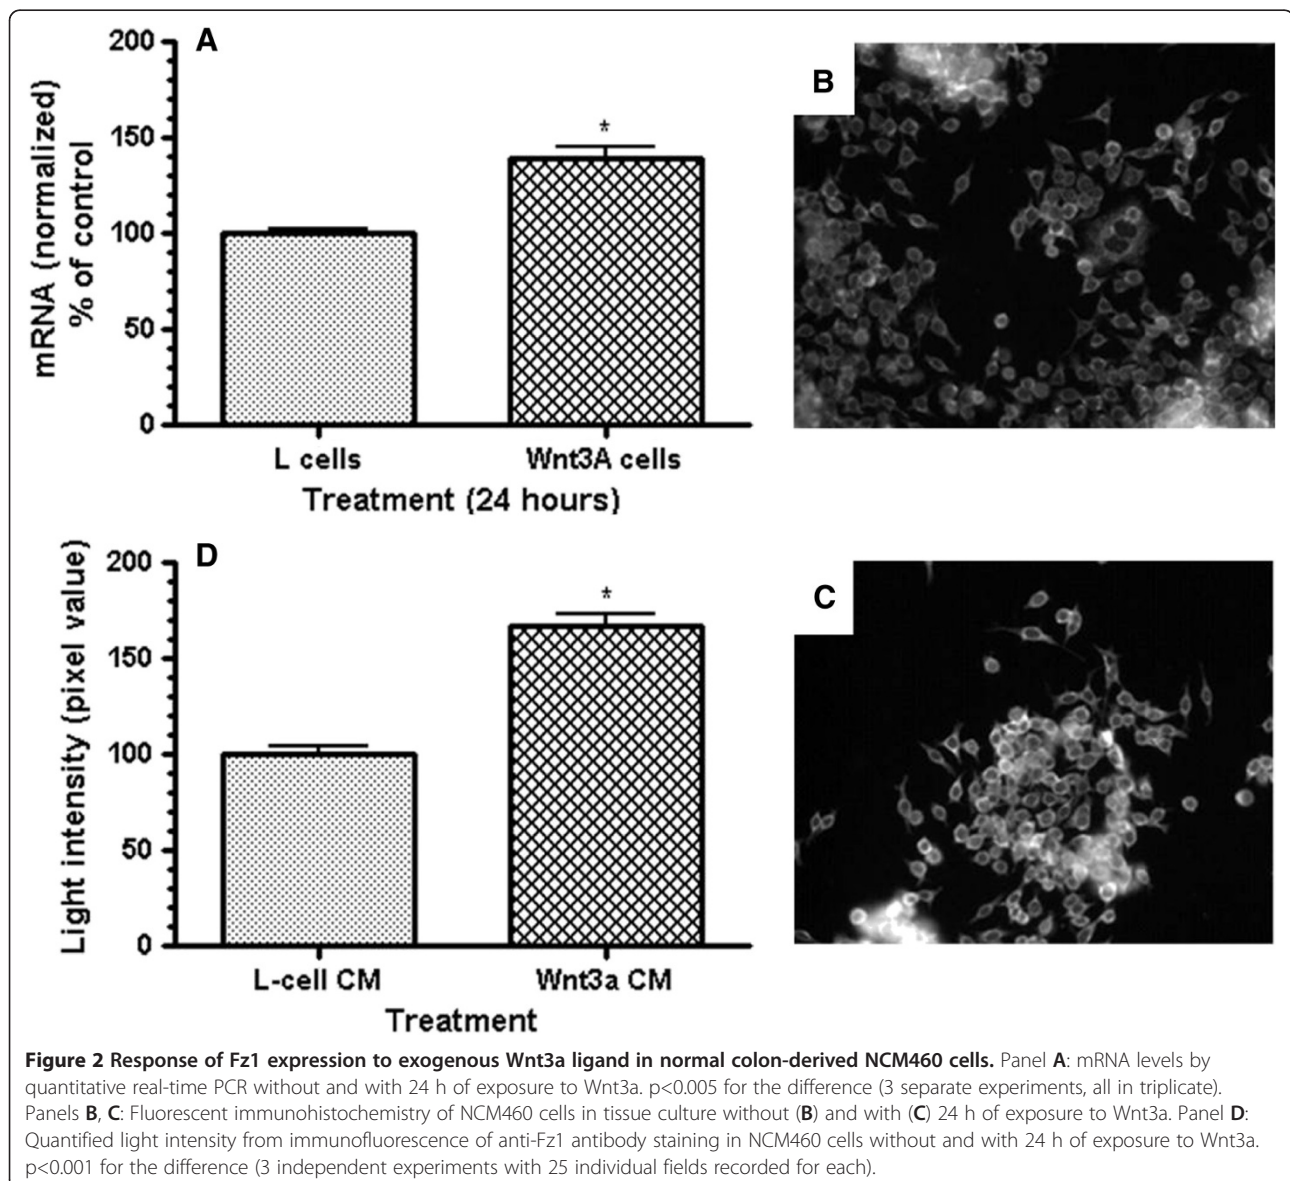 A
200
150
100
50
0
mRNA (normalized)
% of control
*
L cells
Wnt3A cells
Treatment (24 hours)
B
D
200
150
100
50
0
Light intensity (pixel value)
*
L-cell CM
Wnt3a CM
Treatment
C
Figure 2 Response of Fz1 expression to exogenous Wnt3a ligand in normal colon-derived NCM460 cells. Panel A: mRNA levels by
quantitative real-time PCR without and with 24 h of exposure to Wnt3a. p<0.005 for the difference (3 separate experiments, all in triplicate).
Panels B, C: Fluorescent immunohistochemistry of NCM460 cells in tissue culture without (B) and with (C) 24 h of exposure to Wnt3a. Panel D:
Quantified light intensity from immunofluorescence of anti-Fz1 antibody staining in NCM460 cells without and with 24 h of exposure to Wnt3a.
p<0.001 for the difference (3 independent experiments with 25 individual fields recorded for each).